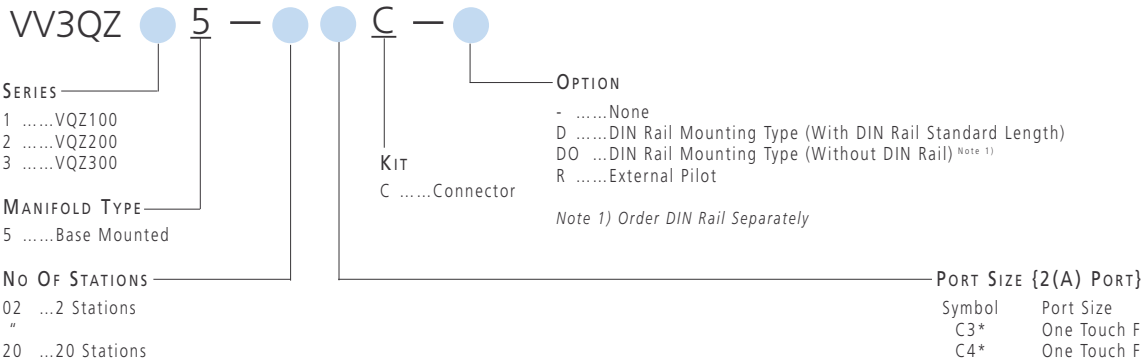 VV3QZ 5 — C —
SERIES
1 ......VQZ100
2 ......VQZ200
3 ......VQZ300
MANIFOLD TYPE
5 ......Base Mounted
NO OF STATIONS
02 ...2 Stations
"
20 ...20 Stations
KIT
C ......Connector
OPTION
- ......None
D ......DIN Rail Mounting Type (With DIN Rail Standard Length)
DO ...DIN Rail Mounting Type (Without DIN Rail) Note 1)
R ......External Pilot
Note 1) Order DIN Rail Separately
PORT SIZE {2(A) PORT}
Symbol Port Size
C3* One Touch F
C4* One Touch F